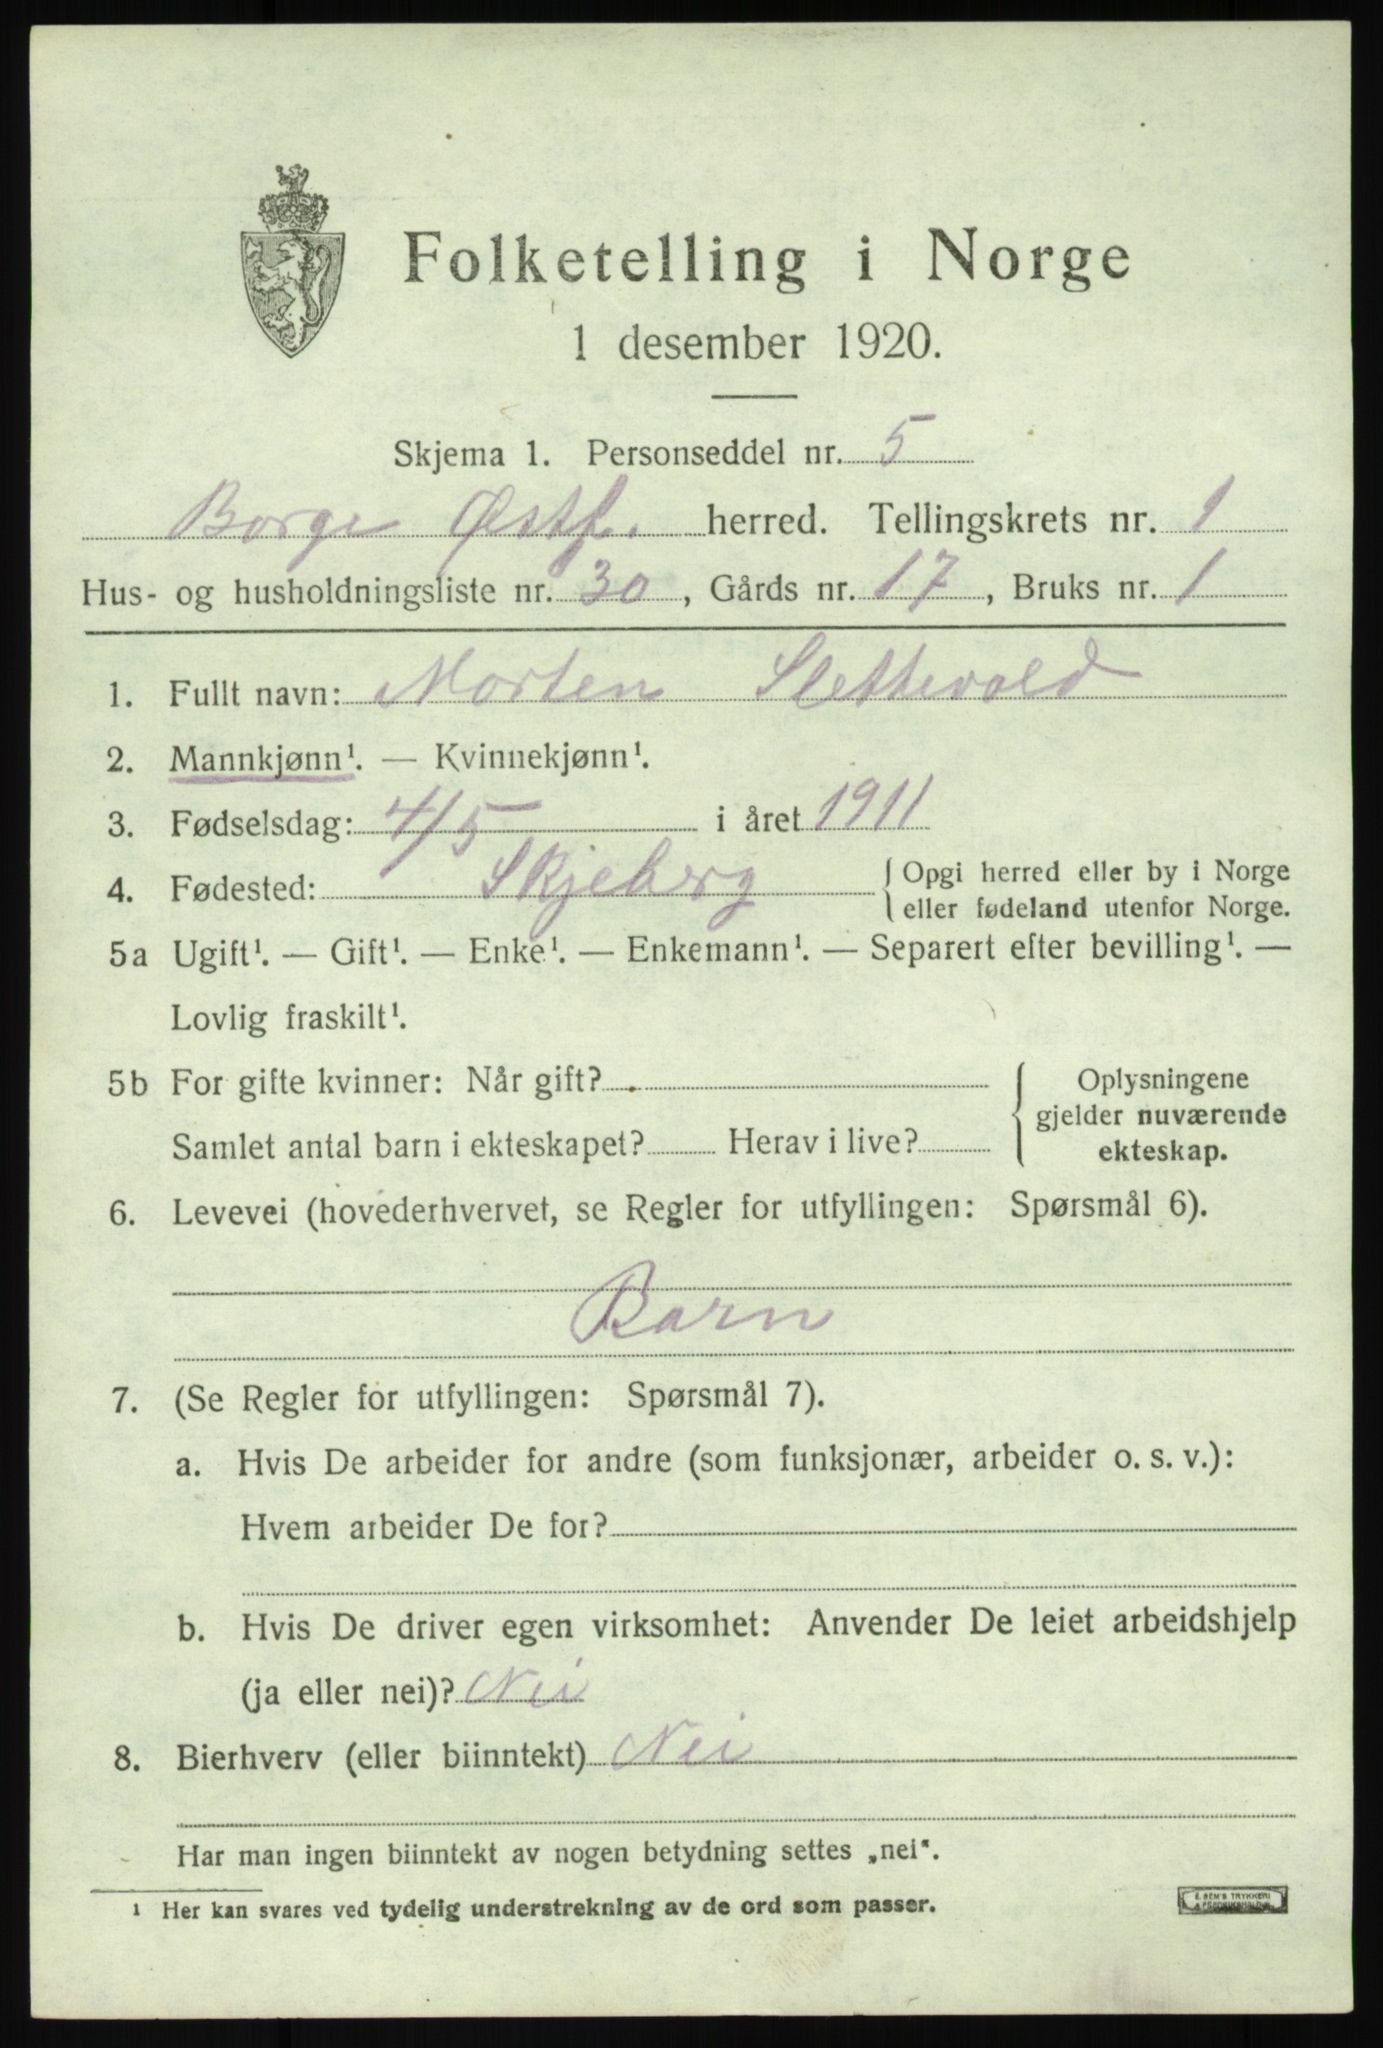 Folketelling i Norge
1 desember 1920.
Skjema 1. Personseddel nr. 5
Borge Østf. herred. Tellingskrets nr. 1
Hus- og husholdningsliste nr. 30, Gårds nr. 17, Bruks nr. 1
1. Fullt navn: Morten Slettevold
2. Mannkjønn¹. — Kvinnekjønn¹.
3. Fødselsdag: 4/5 i året 1911
4. Fødested: Skjeberg { Opgi herred eller by i Norge
eller fødeland utenfor Norge.
5a Ugift¹. — Gift¹. — Enke¹. — Enkemann¹. — Separert efter bevilling¹. —
Lovlig fraskilt¹.
5b For gifte kvinner: Når gift? { Oplysningene
gjelder nuværende
Samlet antal barn i ekteskapet? Herav i live? ekteskap.
6. Levevei (hovederhvervet, se Regler for utfyllingen: Spørsmål 6).
Barn
7. (Se Regler for utfyllingen: Spørsmål 7).
a. Hvis De arbeider for andre (som funksjonær, arbeider o. s. v.):
Hvem arbeider De for?
b. Hvis De driver egen virksomhet: Anvender De leiet arbeidshjelp
(ja eller nei)? Nei
8. Bierhverv (eller biinntekt) Nei
Har man ingen biinntekt av nogen betydning settes „nei“.
¹ Her kan svares ved tydelig understrekning av de ord som passer.
E. SEM'S TRYKKERI